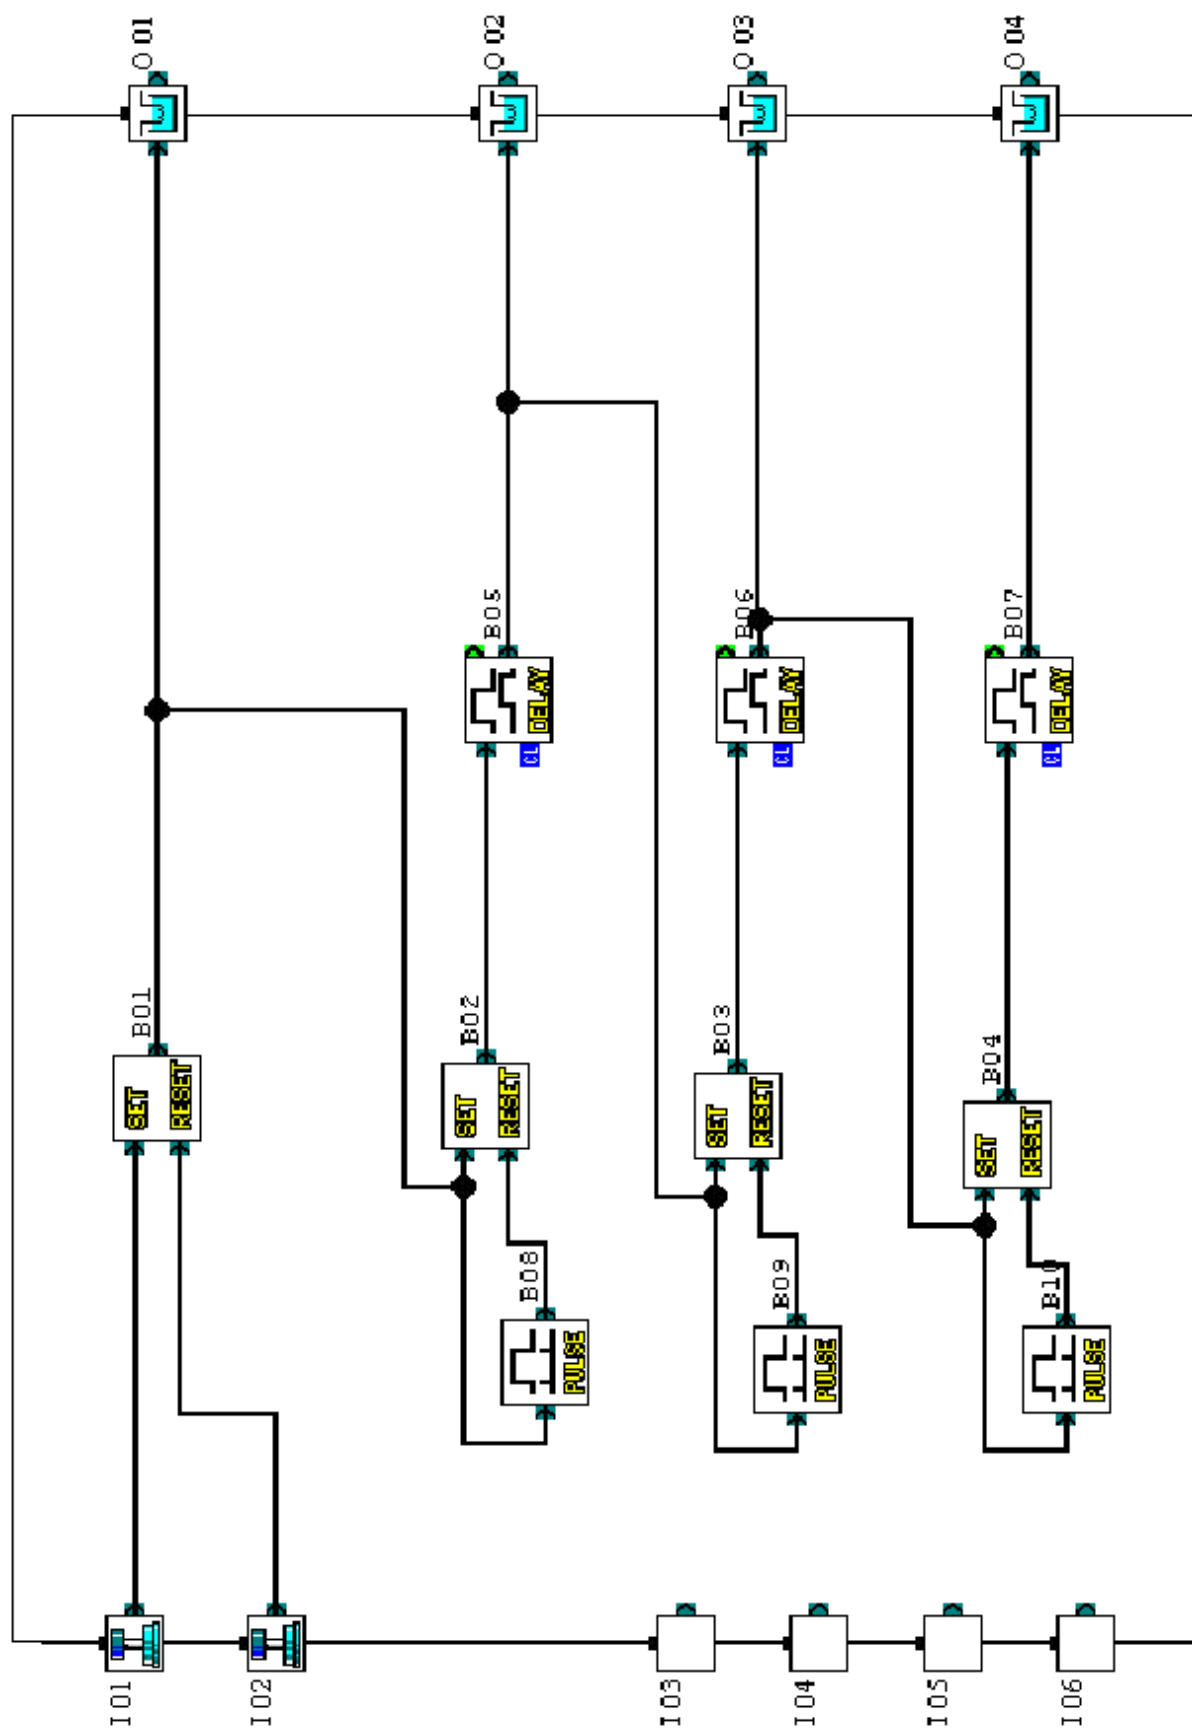 I01
SET
RESET
B01
O 01
I02
B08
PULSE
B02
SET
RESET
B05
DELAY
CL
O 02
I03
B09
PULSE
B03
SET
RESET
B06
DELAY
CL
O 03
I04
I05
I06
B10
PULSE
B04
SET
RESET
B07
DELAY
CL
O 04